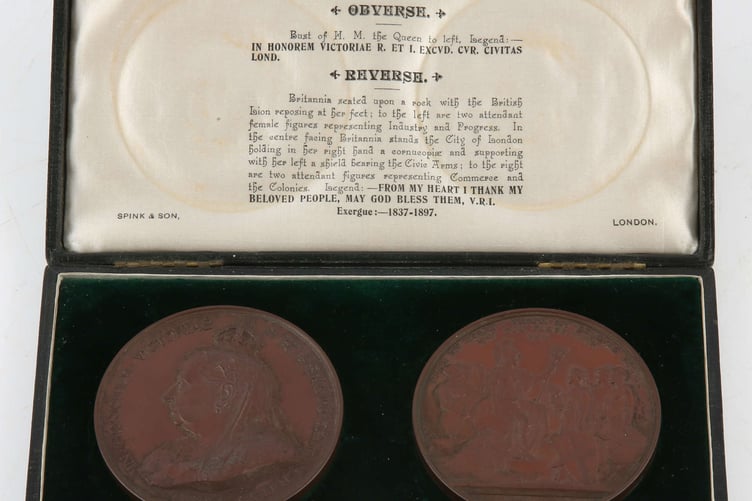 OBVERSE.
Bust of H. M. the Queen to left, Legend:—
IN HONOREM VICTORIAE R. ET I. EXCVD. CVR. CIVITAS
LOND.
REVERSE.
Britannia seated upon a rock with the British
Lion reposing at her feet; to the left are two attendant
female figures representing Industry and Progress. In
the centre facing Britannia stands the City of London
holding in her right hand a cornucopiæ and supporting
with her left a shield bearing the Civic Arms; to the right
are two attendant figures representing Commerce and
the Colonies. Legend:—FROM MY HEART I THANK MY
BELOVED PEOPLE, MAY GOD BLESS THEM, V.R.I.
Exergue:—1837-1897.
SPINK & SON, LONDON.